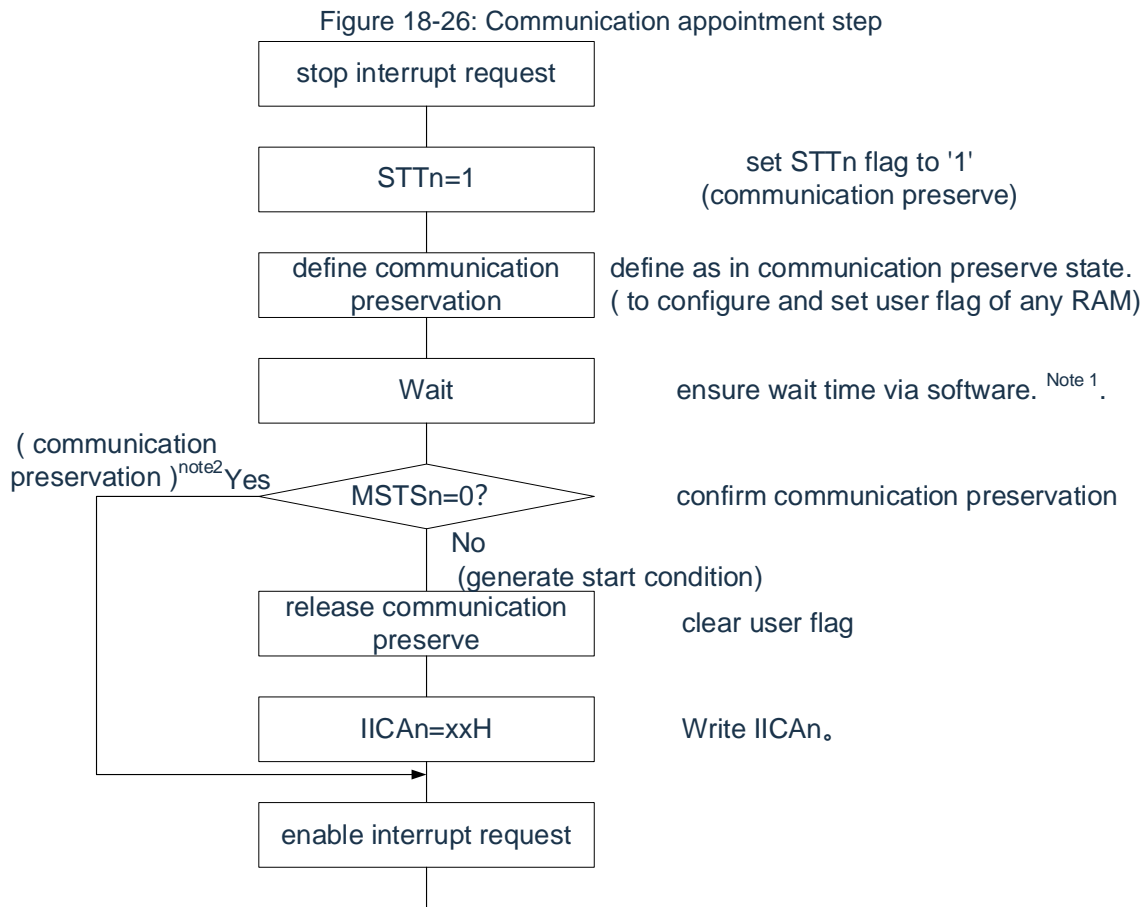 Figure 18-26: Communication appointment step
stop interrupt request
STTn=1
set STTn flag to '1'
(communication preserve)
define communication
preservation
define as in communication preserve state.
( to configure and set user flag of any RAM)
Wait
ensure wait time via software. Note 1.
( communication
preservation )note2 Yes
MSTSn=0?
confirm communication preservation
No
(generate start condition)
release communication
preserve
clear user flag
IICAn=xxH
Write IICAn。
enable interrupt request